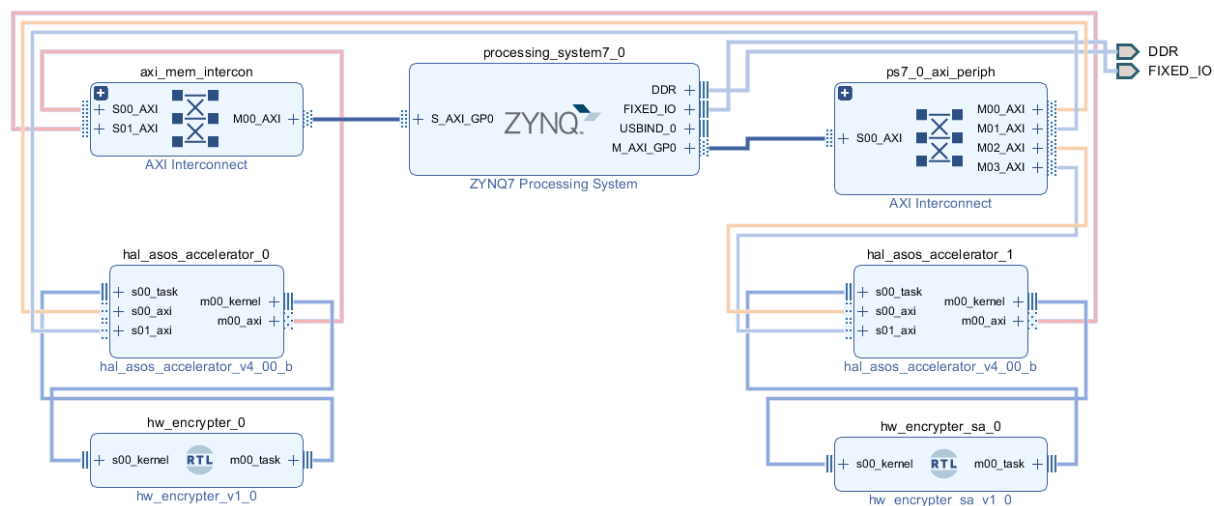 DDR
FIXED_IO
axi_mem_intercon
S00_AXI
S01_AXI
M00_AXI
AXI Interconnect
processing_system7_0
S_AXI_GP0
ZYNQ
DDR
FIXED_IO
USBIND_0
M_AXI_GP0
ZYNQ7 Processing System
ps7_0_axi_periph
S00_AXI
M00_AXI
M01_AXI
M02_AXI
M03_AXI
AXI Interconnect
hal_asos_accelerator_0
s00_task
s00_axi
s01_axi
m00_kernel
m00_axi
hal_asos_accelerator_v4_00_b
hal_asos_accelerator_1
s00_task
s00_axi
s01_axi
m00_kernel
m00_axi
hal_asos_accelerator_v4_00_b
hw_encrypter_0
s00_kernel
RTL
m00_task
hw_encrypter_v1_0
hw_encrypter_sa_0
s00_kernel
RTL
m00_task
hw_encrypter_sa_v1_0